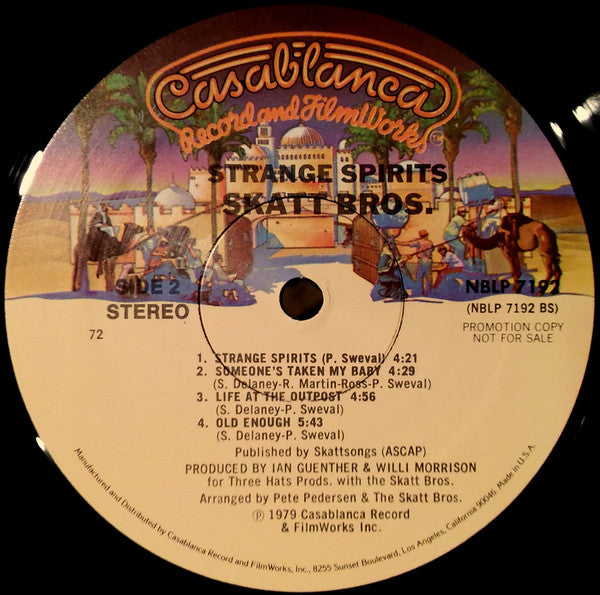 Casablanca
Record and FilmWorks
TM
STRANGE SPIRITS
SKATT BROS.
SIDE 2
STEREO
72
NBLP 7192
(NBLP 7192 BS)
PROMOTION COPY
NOT FOR SALE
1. STRANGE SPIRITS (P. Sweval) 4:21
2. SOMEONE'S TAKEN MY BABY 4:29
(S. Delaney-R. Martin-Ross-P. Sweval)
3. LIFE AT THE OUTPOST 4:56
(S. Delaney-P. Sweval)
4. OLD ENOUGH 5:43
(S. Delaney-P. Sweval)
Published by Skattsongs (ASCAP)
PRODUCED BY IAN GUENTHER & WILLI MORRISON
for Three Hats Prods. with the Skatt Bros.
Arranged by Pete Pedersen & The Skatt Bros.
℗ 1979 Casablanca Record
& FilmWorks Inc.
Manufactured and Distributed by Casablanca Record and FilmWorks, Inc., 8255 Sunset Boulevard, Los Angeles, California 90046. Made in U.S.A.